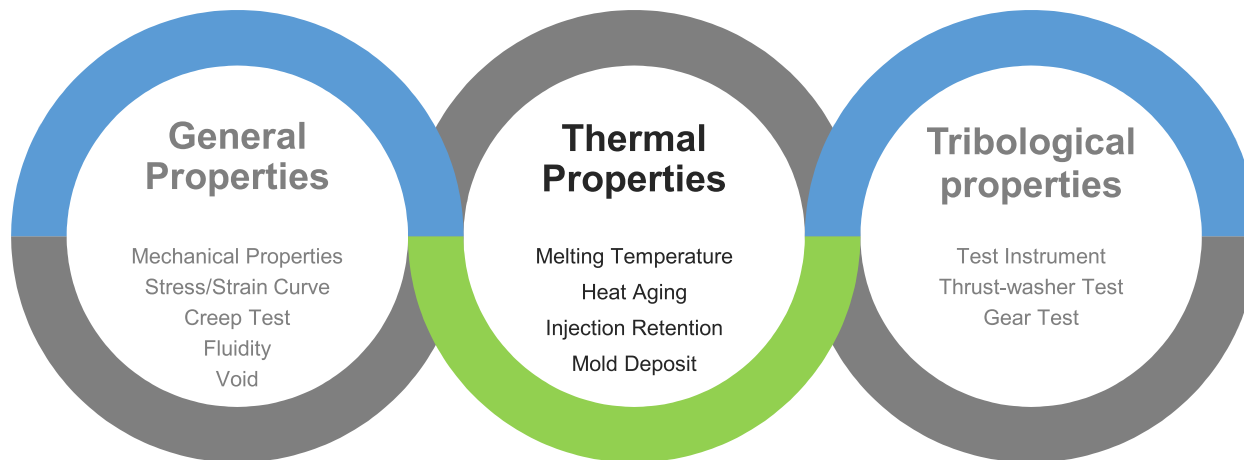 General
Properties
Mechanical Properties
Stress/Strain Curve
Creep Test
Fluidity
Void
Thermal
Properties
Melting Temperature
Heat Aging
Injection Retention
Mold Deposit
Tribological
properties
Test Instrument
Thrust-washer Test
Gear Test